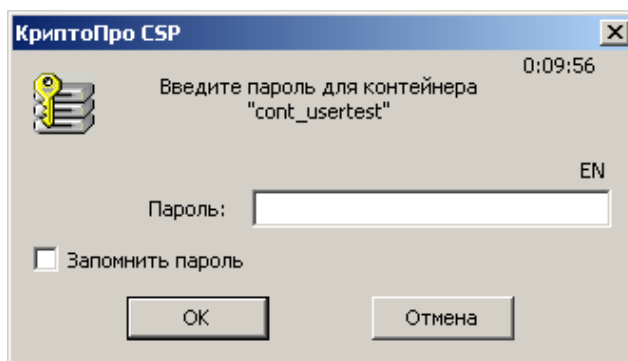 КриптоПро CSP
0:09:56
Введите пароль для контейнера
"cont_usertest"
EN
Пароль:
Запомнить пароль
OK
Отмена